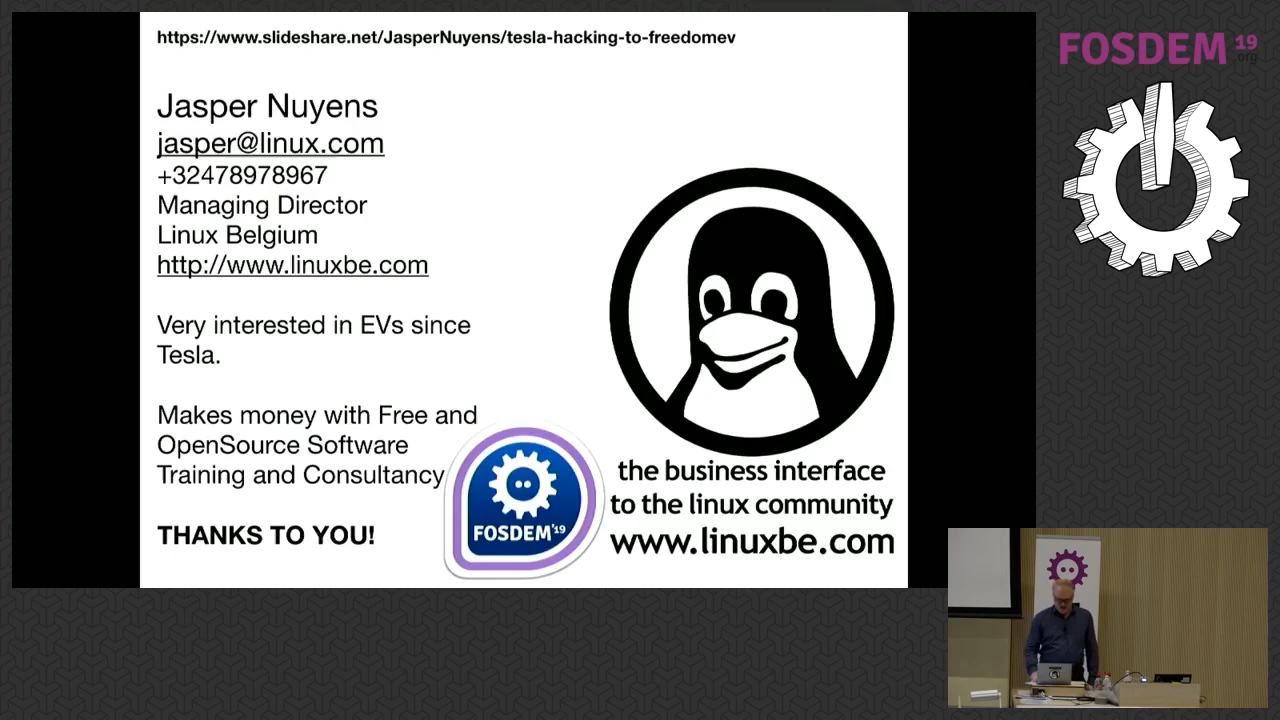 https://www.slideshare.net/JasperNuyens/tesla-hacking-to-freedomev
FOSDEM 19
.org
Jasper Nuyens
jasper@linux.com
+32478978967
Managing Director
Linux Belgium
http://www.linuxbe.com
Very interested in EVs since
Tesla.
Makes money with Free and
OpenSource Software
Training and Consultancy
THANKS TO YOU!
FOSDEM'19
the business interface
to the linux community
www.linuxbe.com